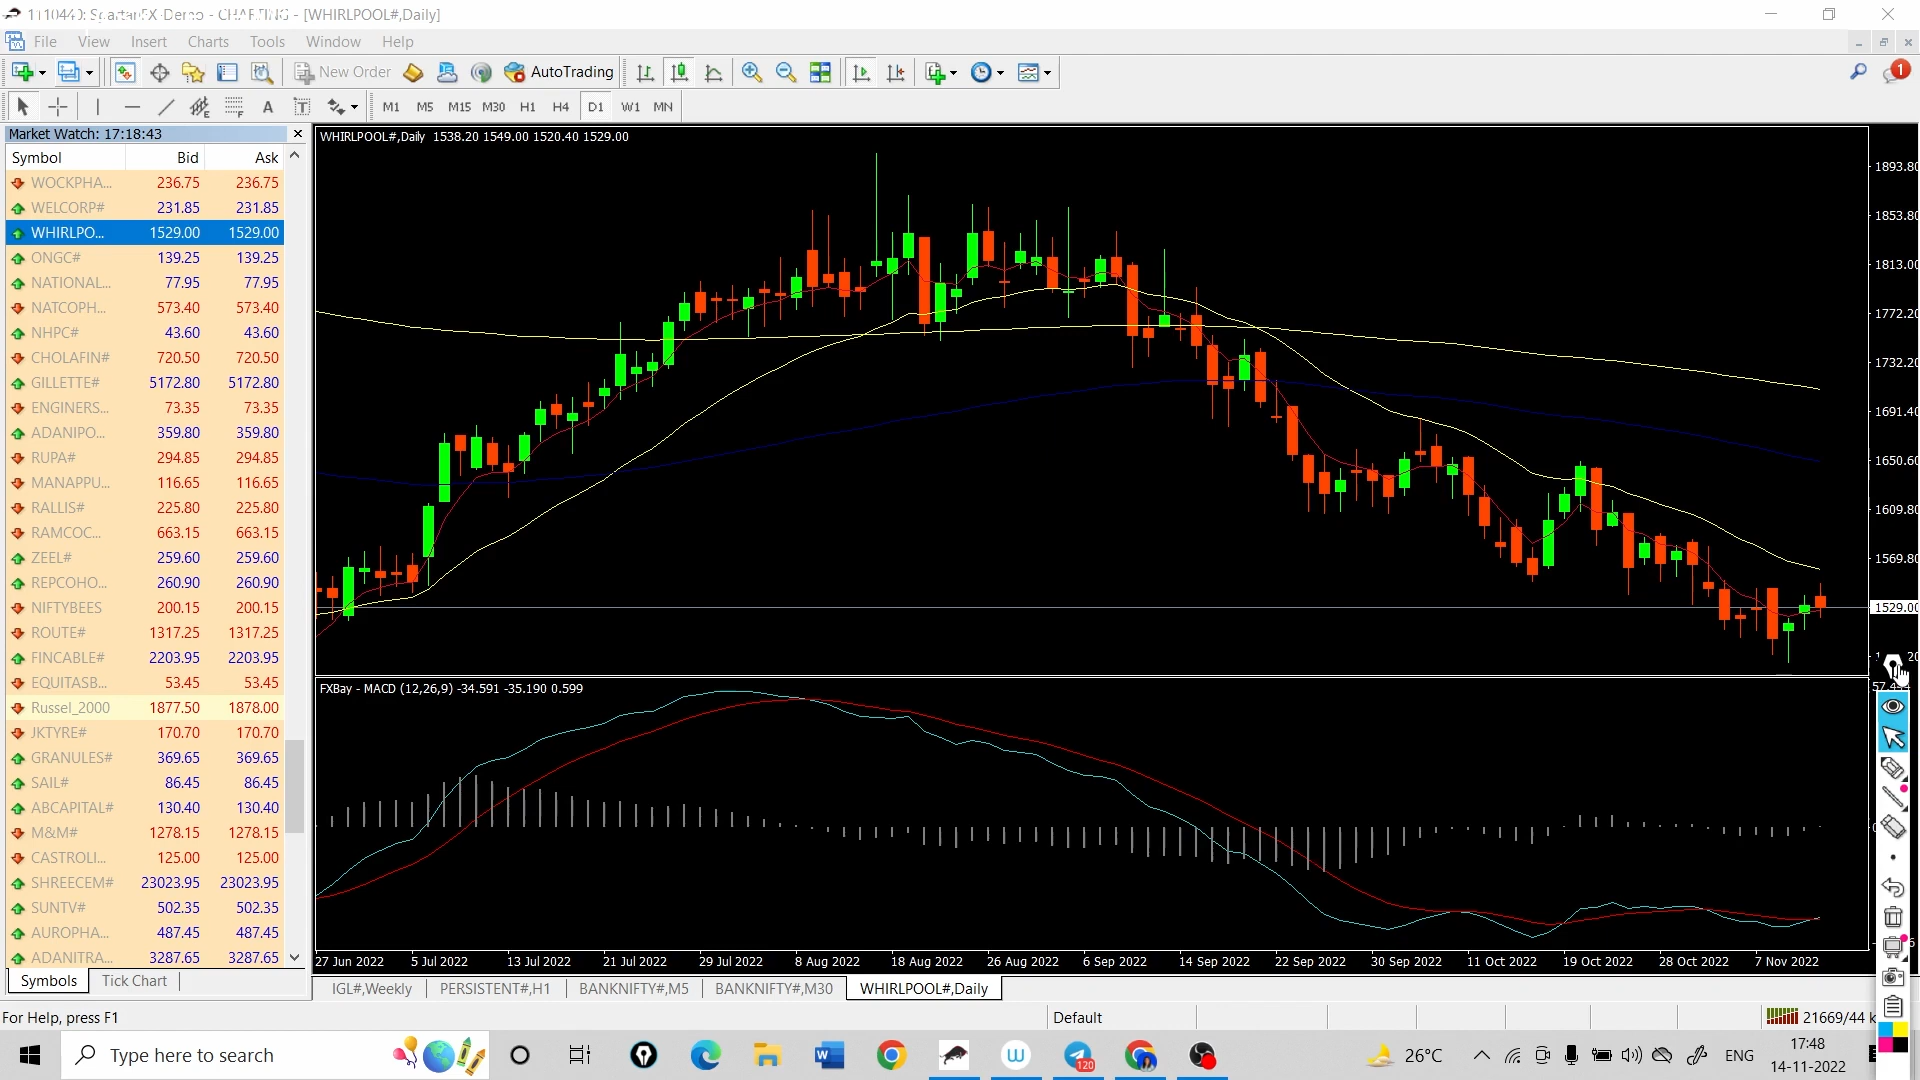 1110440: SpartanFX-Demo - CHARTING - [WHIRLPOOL#,Daily]
File View Insert Charts Tools Window Help
New Order AutoTrading 1
A T M1 M5 M15 M30 H1 H4 D1 W1 MN
Market Watch: 17:18:43
Symbol Bid Ask
WOCKPHA... 236.75 236.75
WELCORP# 231.85 231.85
WHIRLPO... 1529.00 1529.00
ONGC# 139.25 139.25
NATIONAL... 77.95 77.95
NATCOPH... 573.40 573.40
NHPC# 43.60 43.60
CHOLAFIN# 720.50 720.50
GILLETTE# 5172.80 5172.80
ENGINERS... 73.35 73.35
ADANIPO... 359.80 359.80
RUPA# 294.85 294.85
MANAPPU... 116.65 116.65
RALLIS# 225.80 225.80
RAMCOC... 663.15 663.15
ZEEL# 259.60 259.60
REPCOHO... 260.90 260.90
NIFTYBEES 200.15 200.15
ROUTE# 1317.25 1317.25
FINCABLE# 2203.95 2203.95
EQUITASB... 53.45 53.45
Russel_2000 1877.50 1878.00
JKTYRE# 170.70 170.70
GRANULES# 369.65 369.65
SAIL# 86.45 86.45
ABCAPITAL# 130.40 130.40
M&M# 1278.15 1278.15
CASTROLI... 125.00 125.00
SHREECEM# 23023.95 23023.95
SUNTV# 502.35 502.35
AUROPHA... 487.45 487.45
ADANITRA... 3287.65 3287.65
Symbols Tick Chart
WHIRLPOOL#,Daily 1538.20 1549.00 1520.40 1529.00
1893.80
1853.80
1813.00
1772.20
1732.20
1691.40
1650.60
1609.80
1569.80
1529.00
FXBay - MACD (12,26,9) -34.591 -35.190 0.599
27 Jun 2022 5 Jul 2022 13 Jul 2022 21 Jul 2022 29 Jul 2022 8 Aug 2022 18 Aug 2022 26 Aug 2022 6 Sep 2022 14 Sep 2022 22 Sep 2022 30 Sep 2022 11 Oct 2022 19 Oct 2022 28 Oct 2022 7 Nov 2022
IGL#,Weekly PERSISTENT#,H1 BANKNIFTY#,M5 BANKNIFTY#,M30 WHIRLPOOL#,Daily
For Help, press F1 Default 21669/44 k
Type here to search 120 26°C ENG 17:48
14-11-2022